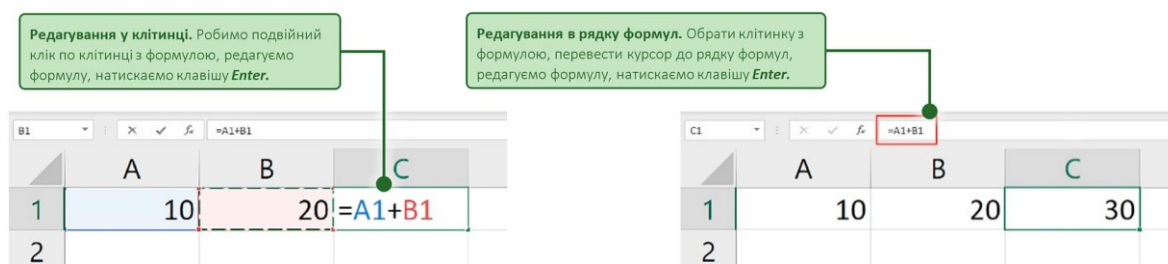 Редагування у клітинці. Робимо подвійний
клік по клітинці з формулою, редагуємо
формулу, натискаємо клавішу Enter.
Редагування в рядку формул. Обрати клітинку з
формулою, перевести курсор до рядку формул,
редагуємо формулу, натискаємо клавішу Enter.
B1 fx =A1+B1
A B C
1 10 20 =A1+B1
2
C1 fx =A1+B1
A B C
1 10 20 30
2